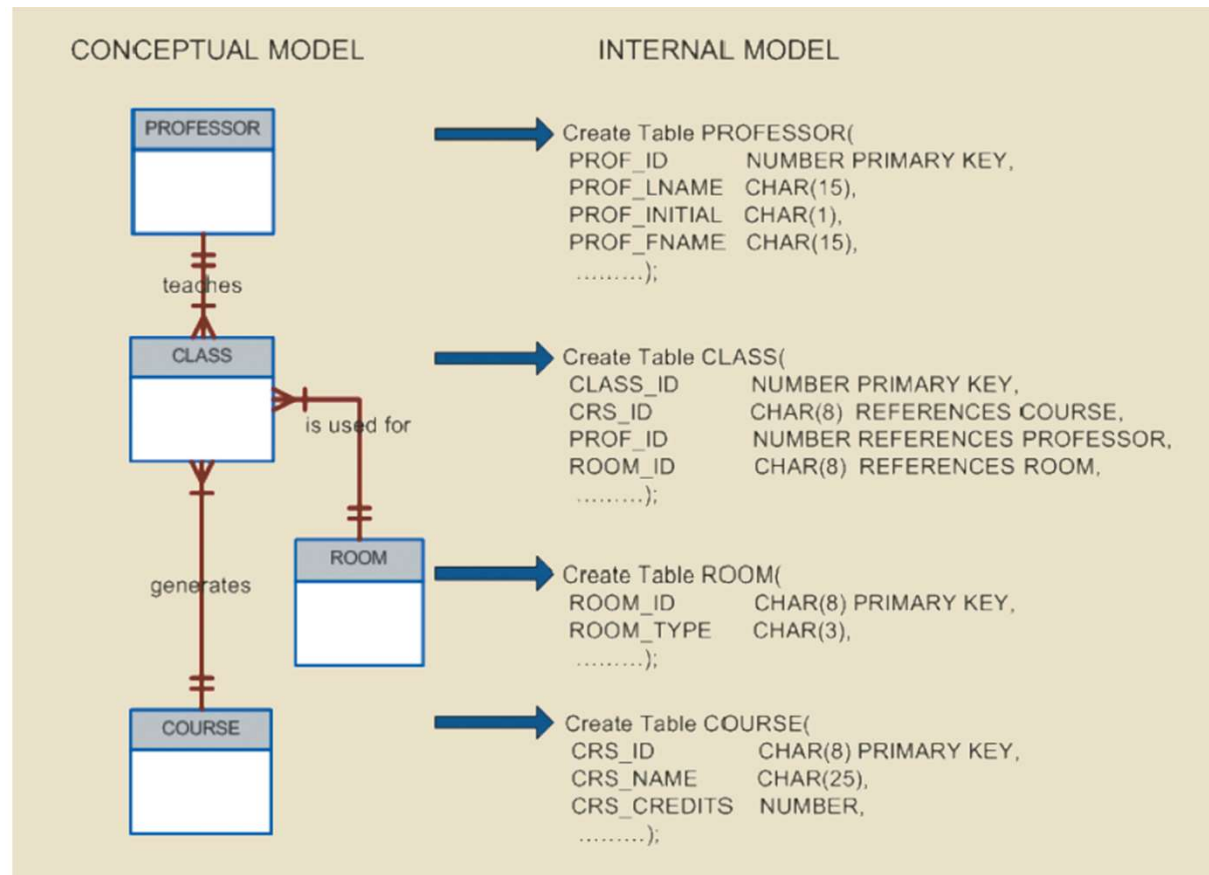 CONCEPTUAL MODEL
INTERNAL MODEL
PROFESSOR
teaches
CLASS
is used for
ROOM
generates
COURSE
Create Table PROFESSOR(
PROF_ID NUMBER PRIMARY KEY,
PROF_LNAME CHAR(15),
PROF_INITIAL CHAR(1),
PROF_FNAME CHAR(15),
.........);
Create Table CLASS(
CLASS_ID NUMBER PRIMARY KEY,
CRS_ID CHAR(8) REFERENCES COURSE,
PROF_ID NUMBER REFERENCES PROFESSOR,
ROOM_ID CHAR(8) REFERENCES ROOM,
.........);
Create Table ROOM(
ROOM_ID CHAR(8) PRIMARY KEY,
ROOM_TYPE CHAR(3),
.........);
Create Table COURSE(
CRS_ID CHAR(8) PRIMARY KEY,
CRS_NAME CHAR(25),
CRS_CREDITS NUMBER,
.........);